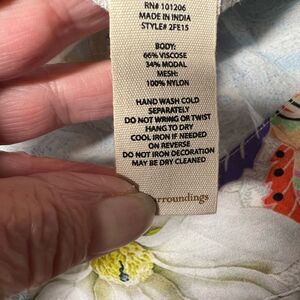 RN# 101206
MADE IN INDIA
STYLE# 2FE15
BODY:
66% VISCOSE
34% MODAL
MESH:
100% NYLON
HAND WASH COLD
SEPARATELY
DO NOT WRING OR TWIST
HANG TO DRY
COOL IRON IF NEEDED
ON REVERSE
DO NOT IRON DECORATION
MAY BE DRY CLEANED
urroundings